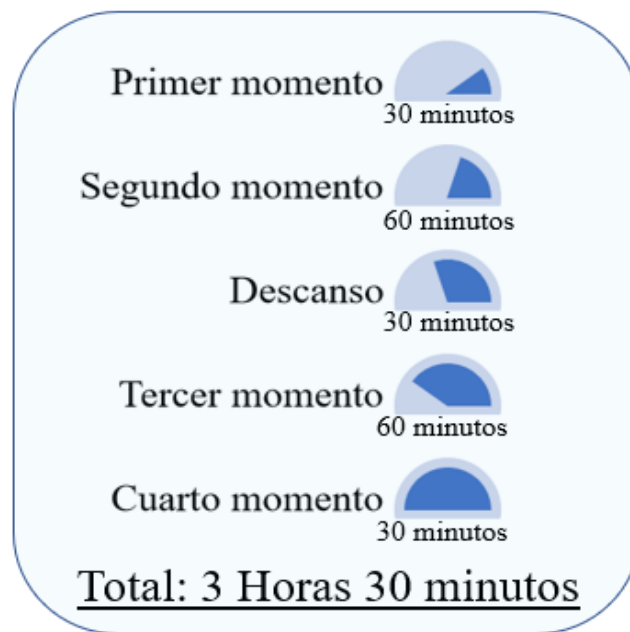 Primer momento
30 minutos
Segundo momento
60 minutos
Descanso
30 minutos
Tercer momento
60 minutos
Cuarto momento
30 minutos
Total: 3 Horas 30 minutos